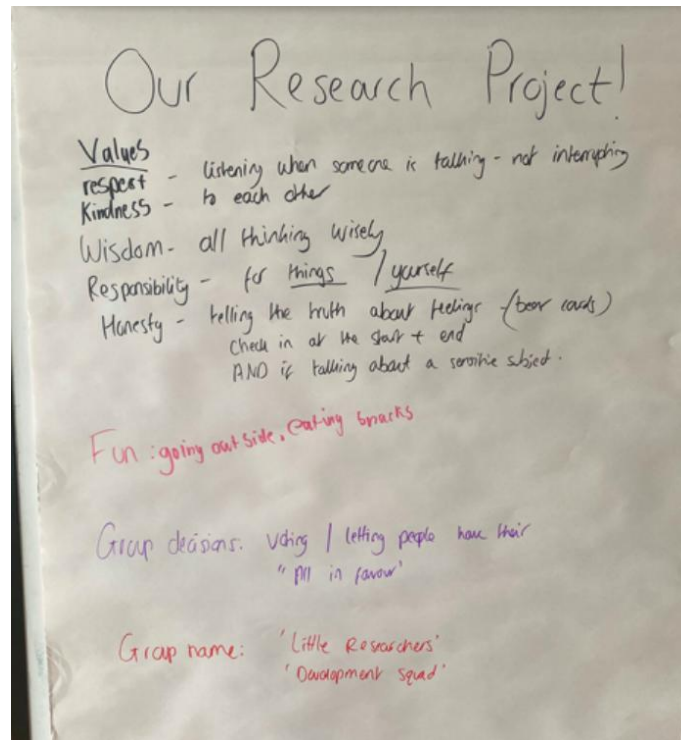 Our Research Project!
Values
respect - listening when someone is talking - not interrupting
Kindness - to each other
Wisdom - all thinking wisely
Responsibility - for things / yourself
Honesty - telling the truth about feelings (bear cards)
check in at the start + end
AND if talking about a sensitive subject.
Fun : going outside, eating snacks
Group decisions: voting / letting people have their
"All in favour'
Group name: 'Little Researchers'
'Development Squad'